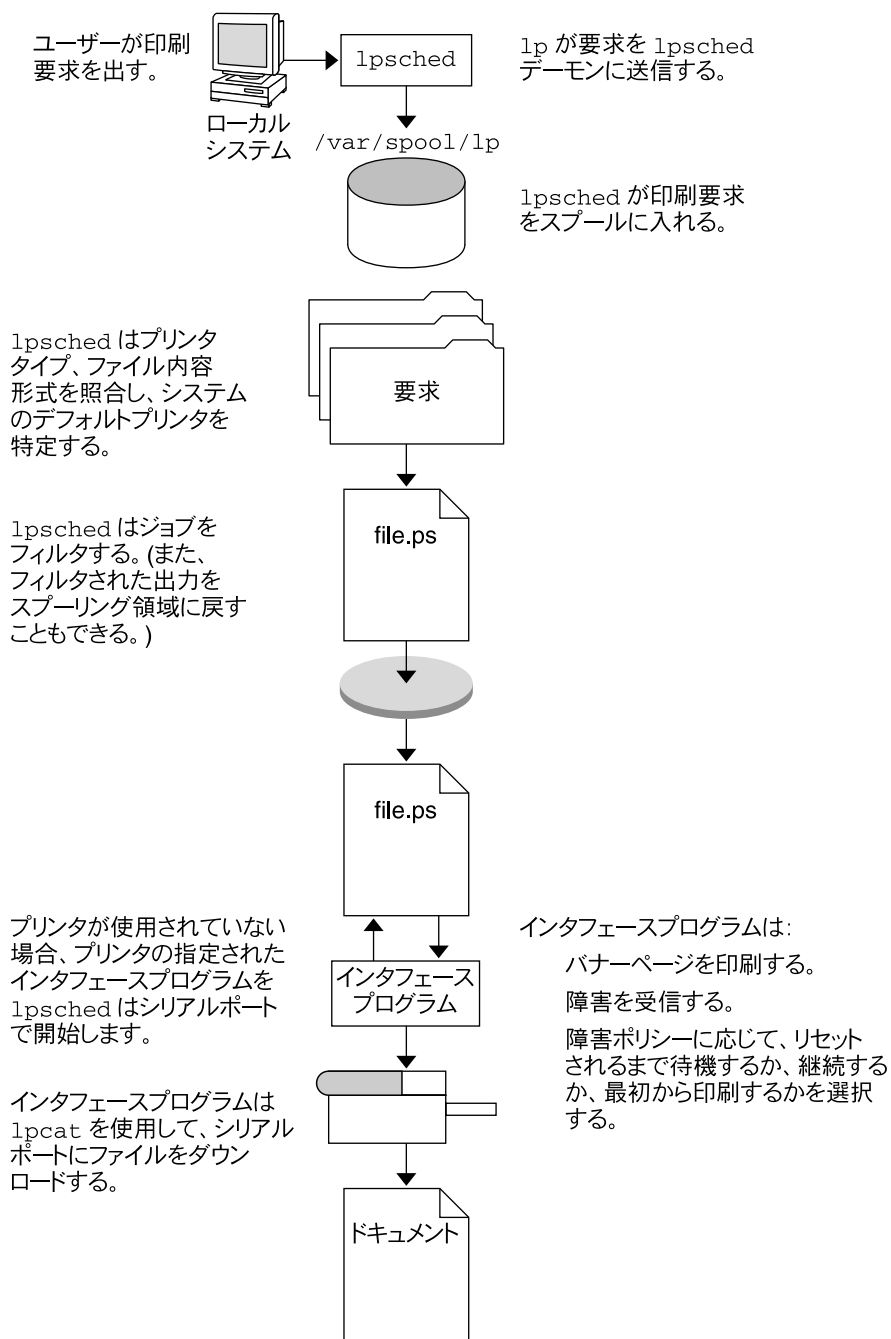 ユーザーが印刷
要求を出す。
ローカル
システム
lpsched
lp が要求を lpsched
デーモンに送信する。
/var/spool/lp
lpsched が印刷要求
をスプールに入れる。
lpsched はプリンタ
タイプ、ファイル内容
形式を照合し、システム
のデフォルトプリンタを
特定する。
要求
lpsched はジョブを
フィルタする。(また、
フィルタされた出力を
スプーリング領域に戻す
こともできる。)
file.ps
file.ps
プリンタが使用されていない
場合、プリンタの指定された
インタフェースプログラムを
lpsched はシリアルポート
で開始します。
インタフェース
プログラム
インタフェースプログラムは:
バナーページを印刷する。
障害を受信する。
障害ポリシーに応じて、リセット
されるまで待機するか、継続する
か、最初から印刷するかを選択
する。
インタフェースプログラムは
lpcat を使用して、シリアル
ポートにファイルをダウン
ロードする。
ドキュメント